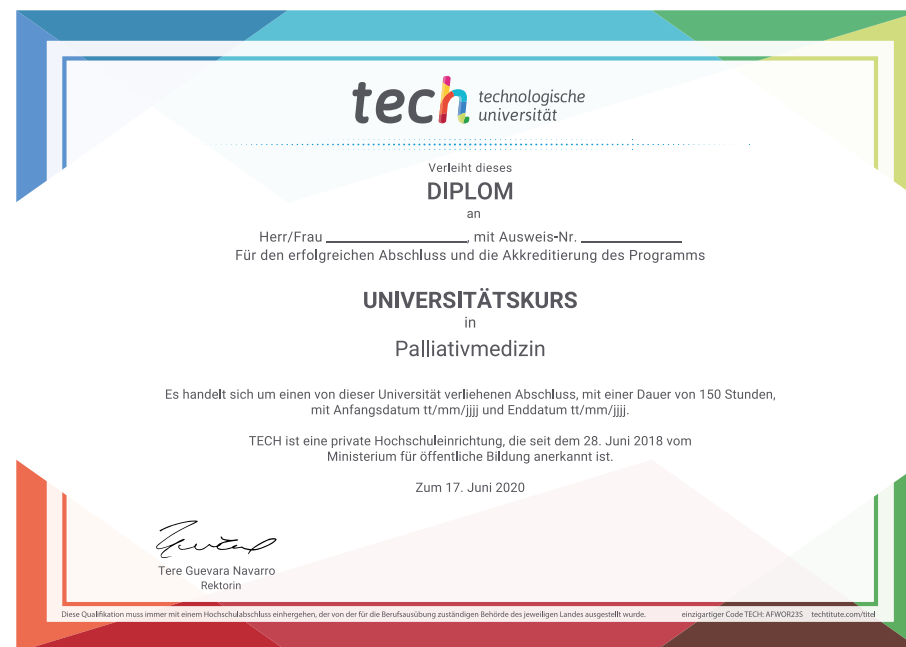 tech technologische
universität
Verleiht dieses
DIPLOM
an
Herr/Frau ____________________, mit Ausweis-Nr. ______________
Für den erfolgreichen Abschluss und die Akkreditierung des Programms
UNIVERSITÄTSKURS
in
Palliativmedizin
Es handelt sich um einen von dieser Universität verliehenen Abschluss, mit einer Dauer von 150 Stunden,
mit Anfangsdatum tt/mm/jjjj und Enddatum tt/mm/jjjj.
TECH ist eine private Hochschuleinrichtung, die seit dem 28. Juni 2018 vom
Ministerium für öffentliche Bildung anerkannt ist.
Zum 17. Juni 2020
Tere Guevara Navarro
Rektorin
Diese Qualifikation muss immer mit einem Hochschulabschluss einhergehen, der von der für die Berufsausübung zuständigen Behörde des jeweiligen Landes ausgestellt wurde. einzigartiger Code TECH: AFWOR23S techtitute.com/titel